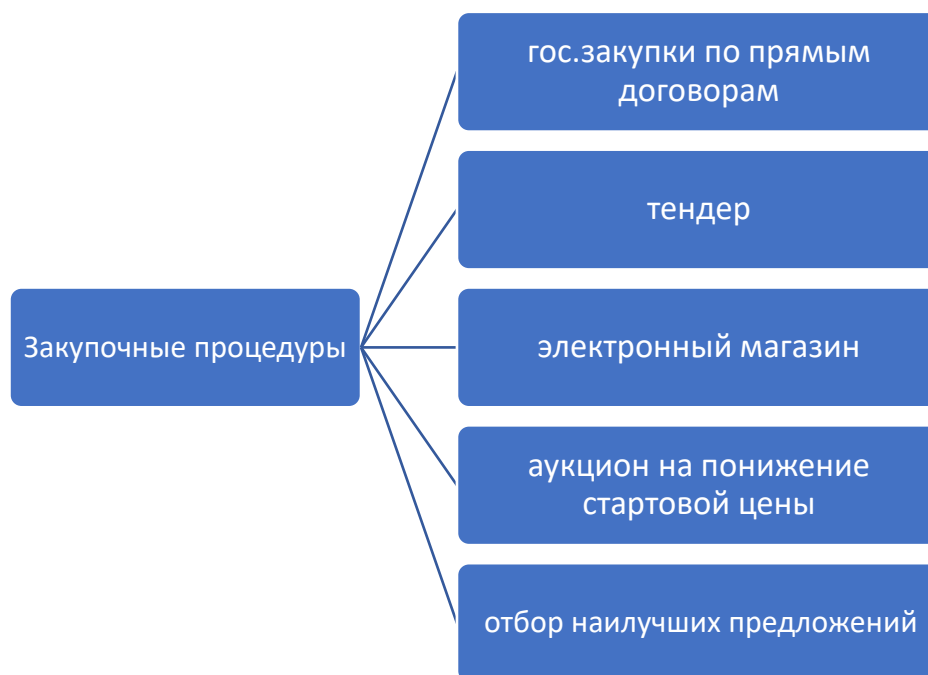 гос.закупки по прямым
договорам
тендер
Закупочные процедуры
электронный магазин
аукцион на понижение
стартовой цены
отбор наилучших предложений